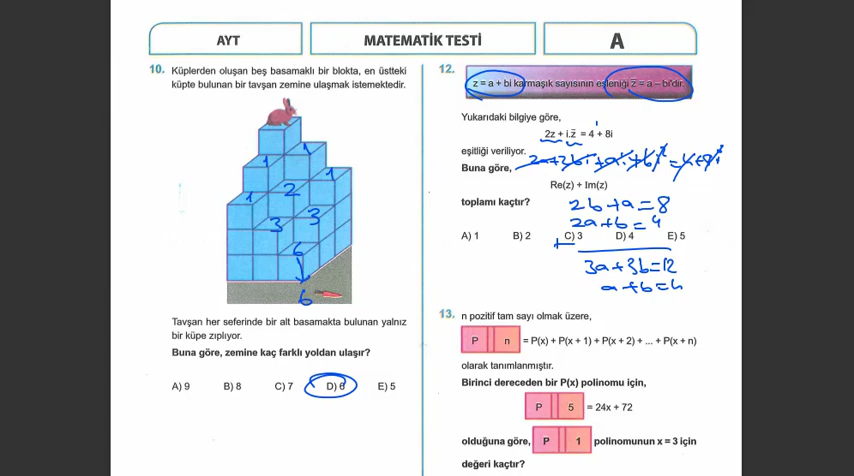 AYT
MATEMATİK TESTİ
A
10. Küplerden oluşan beş basamaklı bir blokta, en üstteki
küpte bulunan bir tavşan zemine ulaşmak istemektedir.
1 1
1 2 1
3 3
6
6
Tavşan her seferinde bir alt basamakta bulunan yalnız
bir küpe zıplıyor.
Buna göre, zemine kaç farklı yoldan ulaşır?
A) 9 B) 8 C) 7 D) 6 E) 5
12. z = a + bi karmaşık sayısının eşleniği z̅ = a – bi'dir.
Yukarıdaki bilgiye göre,
2z + i.z̅ = 4 + 8i
eşitliği veriliyor.
Buna göre,
Re(z) + Im(z)
toplamı kaçtır?
2b+a=8
2a+b=4
A) 1 B) 2 C) 3 D) 4 E) 5
+
3a+3b=12
a+b=4
13. n pozitif tam sayı olmak üzere,
P n = P(x) + P(x + 1) + P(x + 2) + ... + P(x + n)
olarak tanımlanmıştır.
Birinci dereceden bir P(x) polinomu için,
P 5 = 24x + 72
olduğuna göre, P 1 polinomunun x = 3 için
değeri kaçtır?